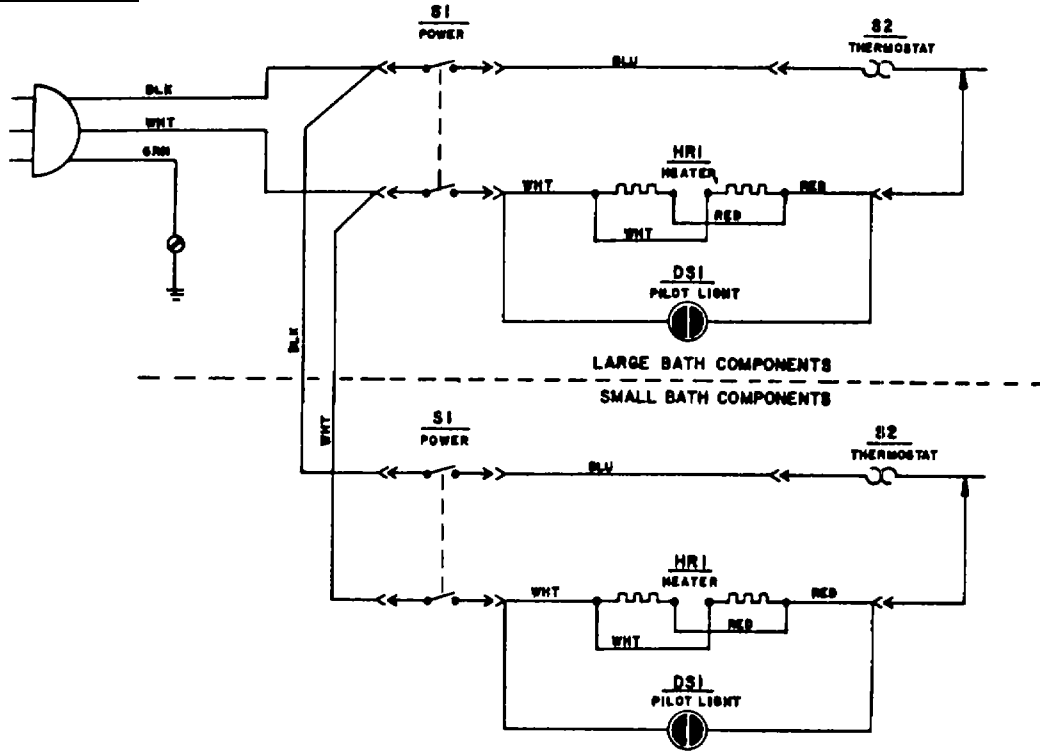 S1
POWER
S2
THERMOSTAT
BLU
BLK
WHT
GRN
HR1
HEATER
WHT
RED
RED
WHT
DS1
PILOT LIGHT
BLK
LARGE BATH COMPONENTS
SMALL BATH COMPONENTS
WHT
S1
POWER
S2
THERMOSTAT
BLU
HR1
HEATER
WHT
RED
RED
WHT
DS1
PILOT LIGHT